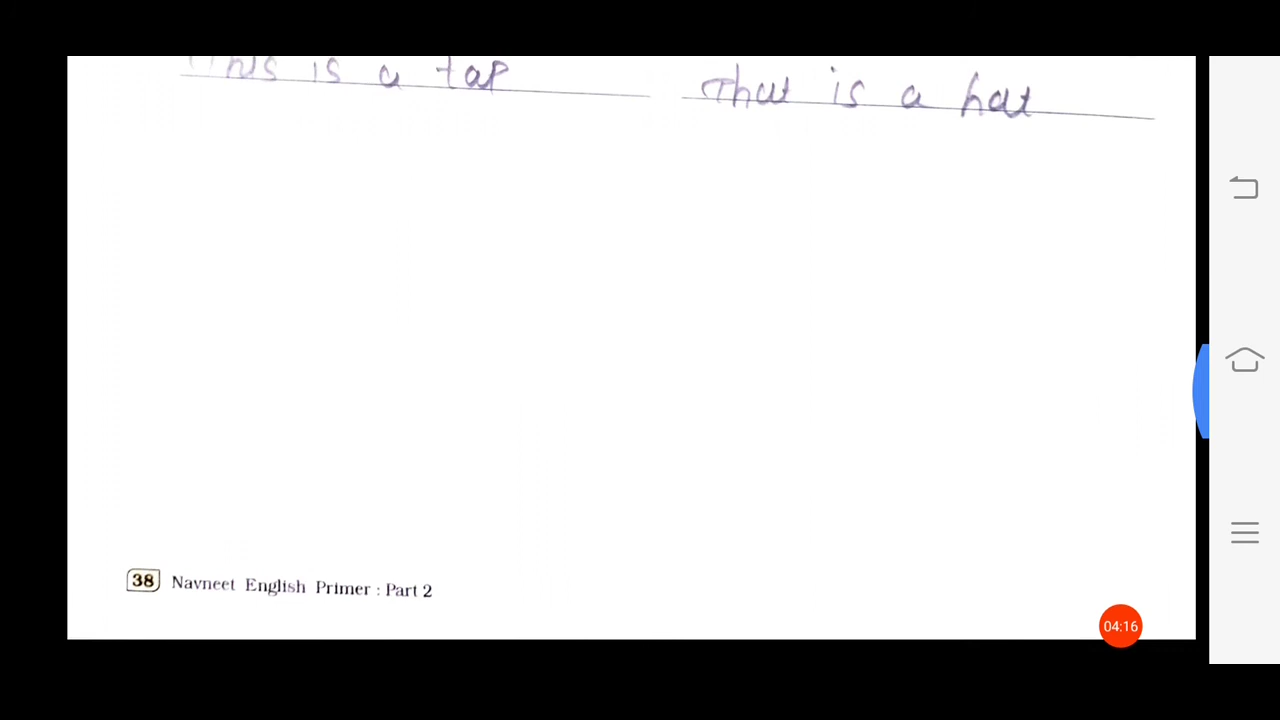 This is a tap
That is a hat
38 Navneet English Primer : Part 2
04:16